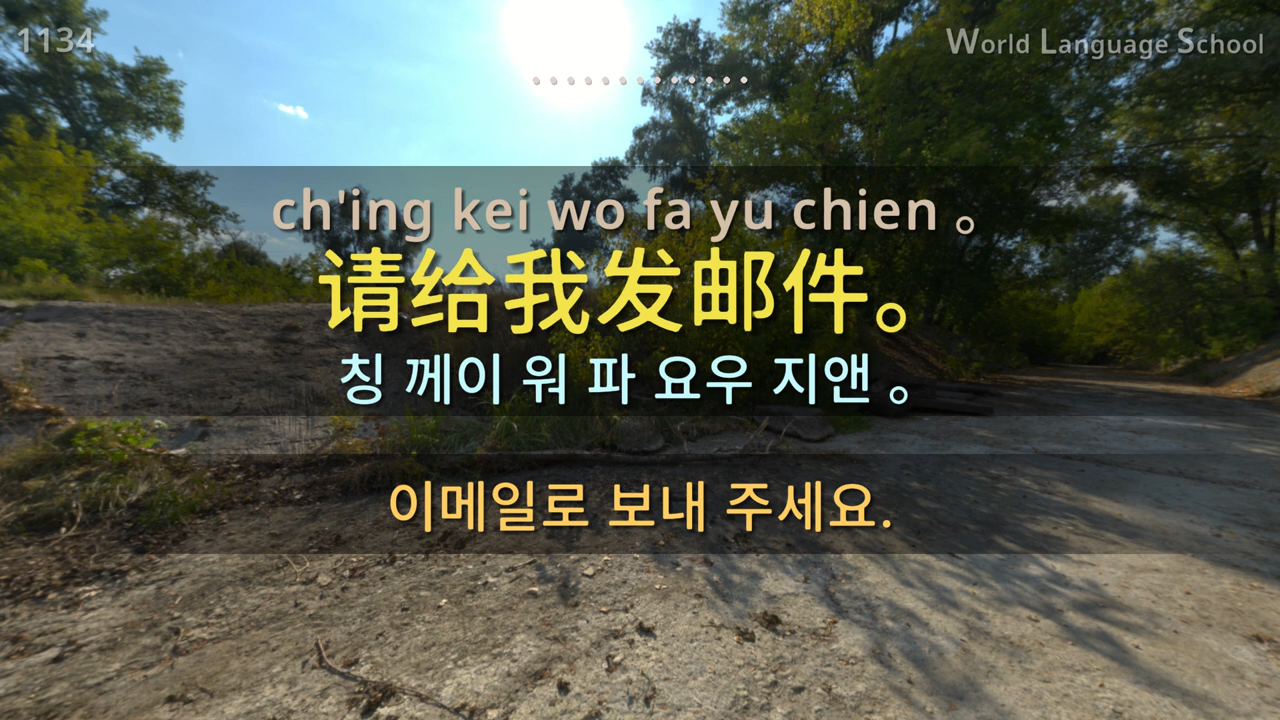 1134
World Language School
ch'ing kei wo fa yu chien 。
请给我发邮件。
칭 께이 워 파 요우 지앤 。
이메일로 보내 주세요.